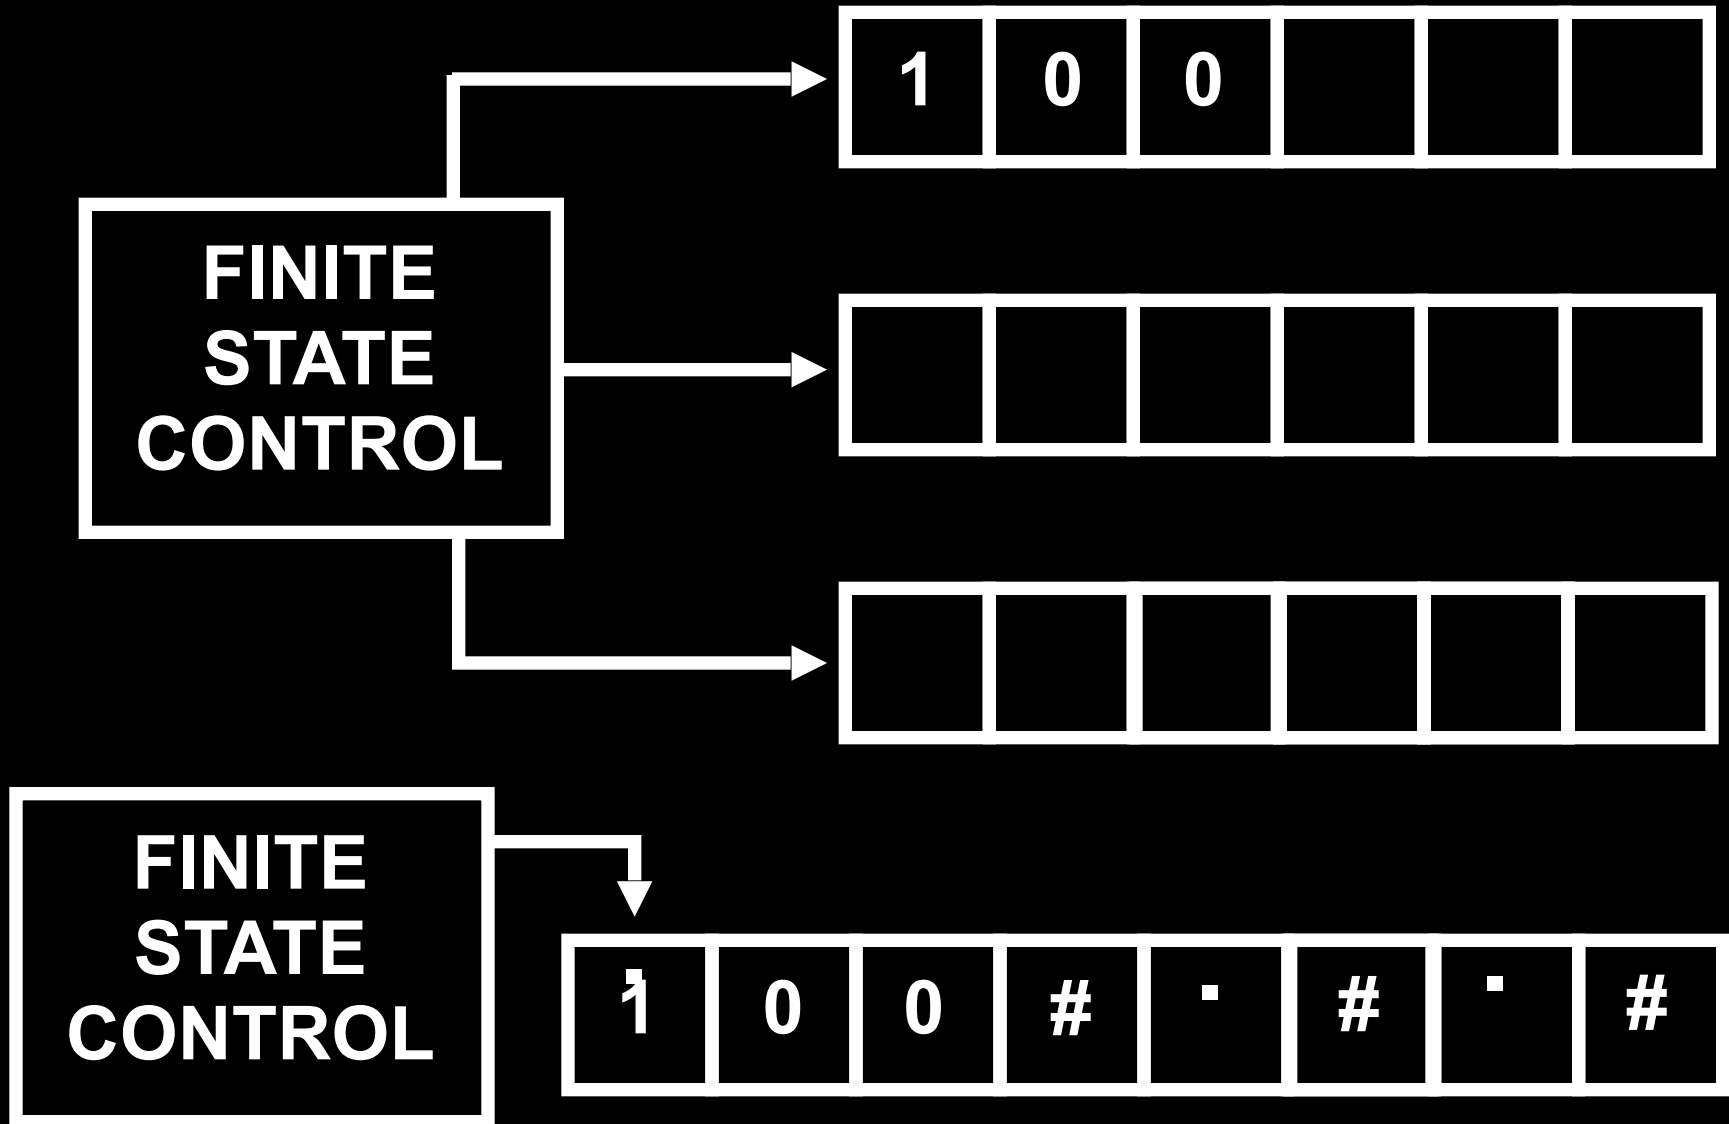 1 0 0
FINITE
STATE
CONTROL
FINITE
STATE
CONTROL
1 0 0 # . # . #